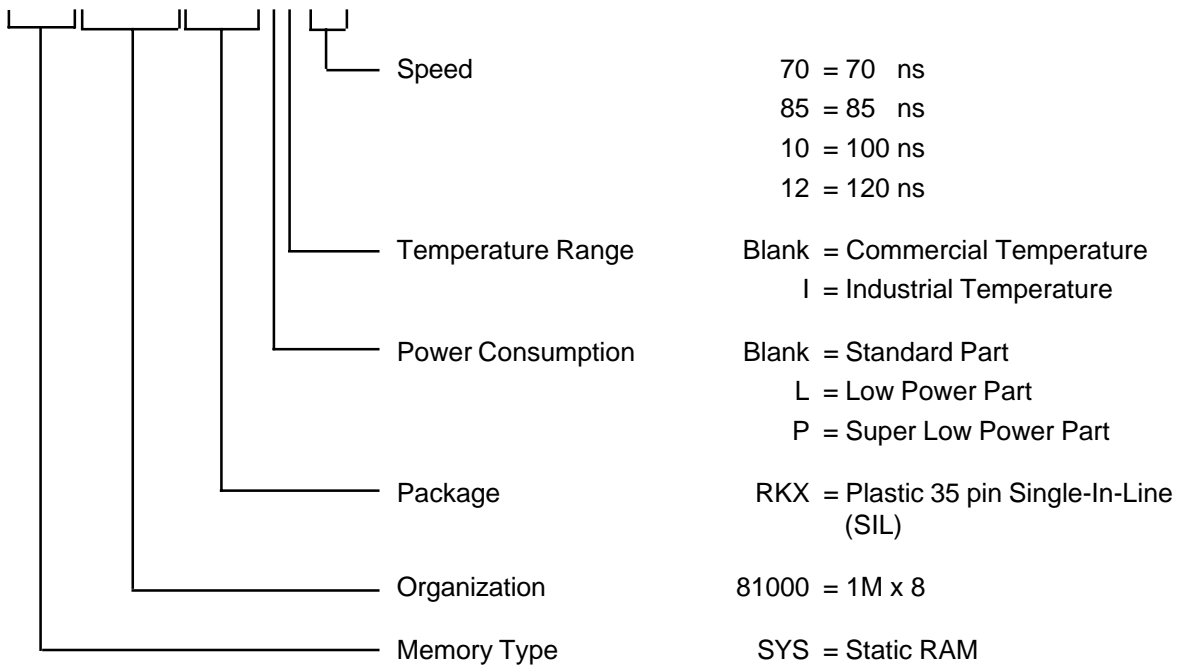 Speed 70 = 70 ns
85 = 85 ns
10 = 100 ns
12 = 120 ns
Temperature Range Blank = Commercial Temperature
I = Industrial Temperature
Power Consumption Blank = Standard Part
L = Low Power Part
P = Super Low Power Part
Package RKX = Plastic 35 pin Single-In-Line
(SIL)
Organization 81000 = 1M x 8
Memory Type SYS = Static RAM